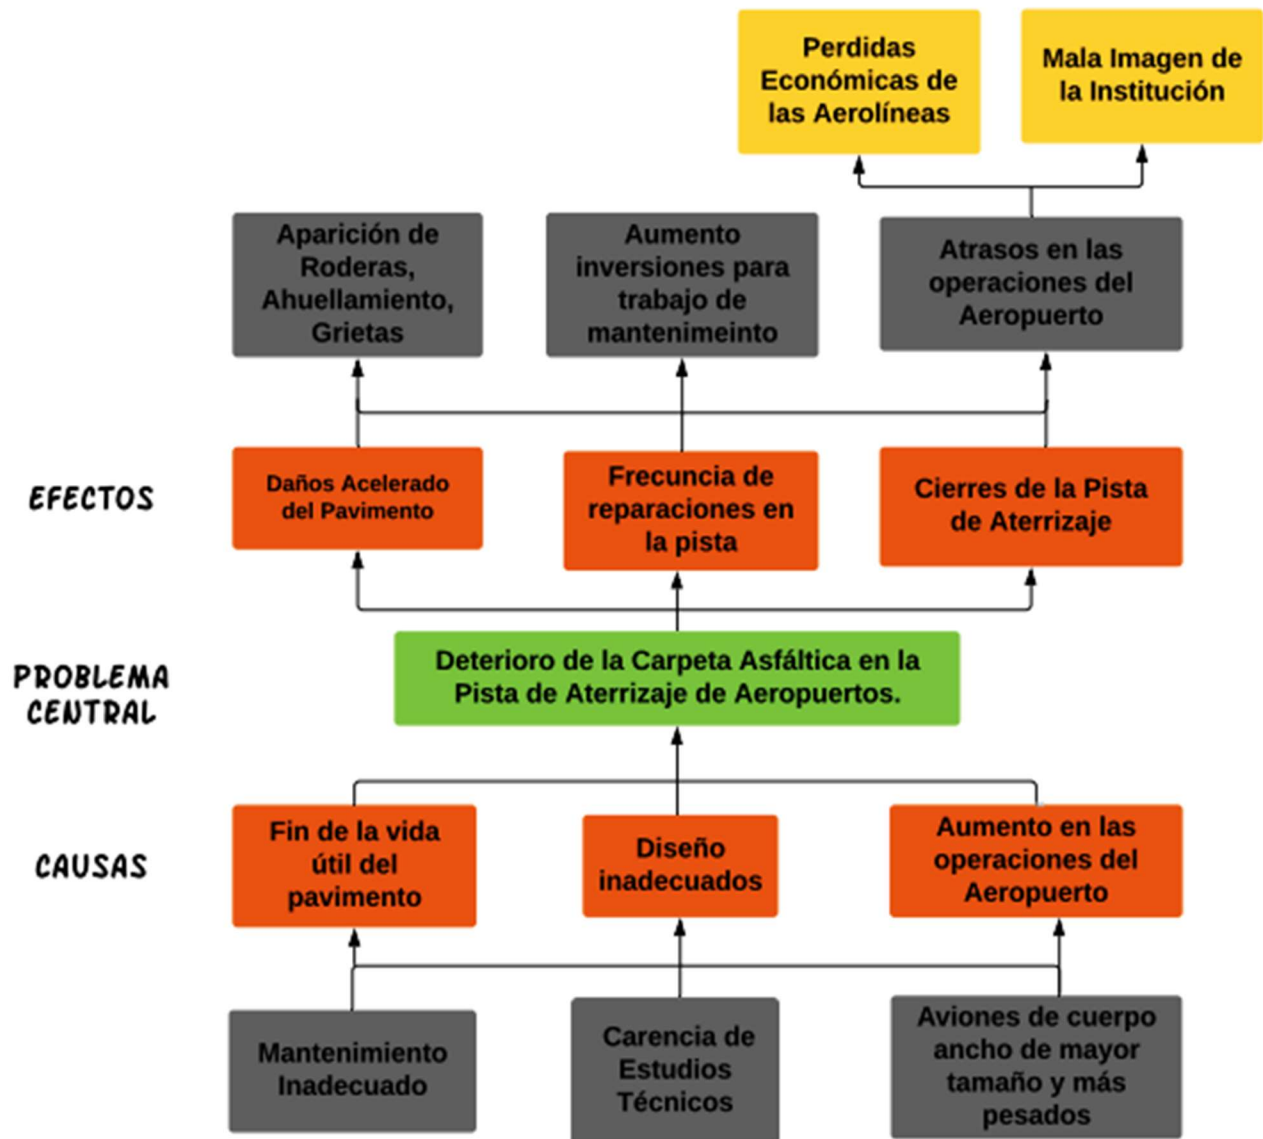 Perdidas
Económicas de
las Aerolíneas
Mala Imagen de
la Institución
Aparición de
Roderas,
Ahuellamiento,
Grietas
Aumento
inversiones para
trabajo de
mantenimeinto
Atrasos en las
operaciones del
Aeropuerto
EFECTOS
Daños Acelerado
del Pavimento
Frecuncia de
reparaciones en
la pista
Cierres de la Pista
de Aterrizaje
PROBLEMA
CENTRAL
Deterioro de la Carpeta Asfáltica en la
Pista de Aterrizaje de Aeropuertos.
CAUSAS
Fin de la vida
útil del
pavimento
Diseño
inadecuados
Aumento en las
operaciones del
Aeropuerto
Mantenimiento
Inadecuado
Carencia de
Estudios
Técnicos
Aviones de cuerpo
ancho de mayor
tamaño y más
pesados